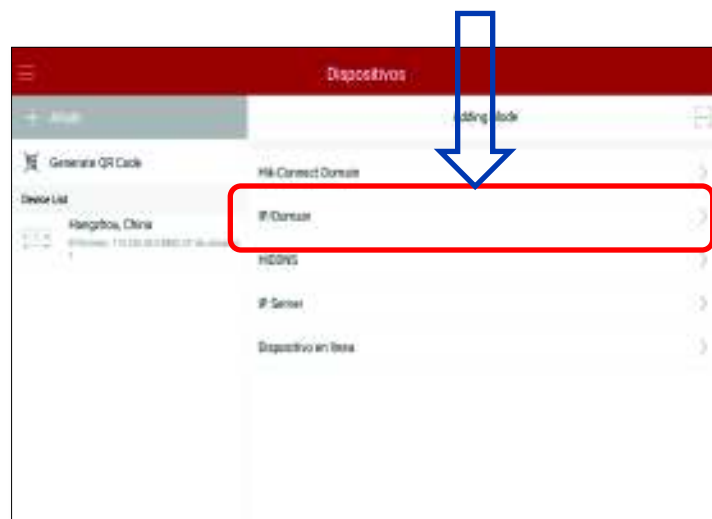 Dispositivos
Adding Mode
Generate QR Code
Device List
Hangzhou, China
Hik-Connect Domain
IP/Domain
HiDDNS
IP Server
Dispositivo en línea